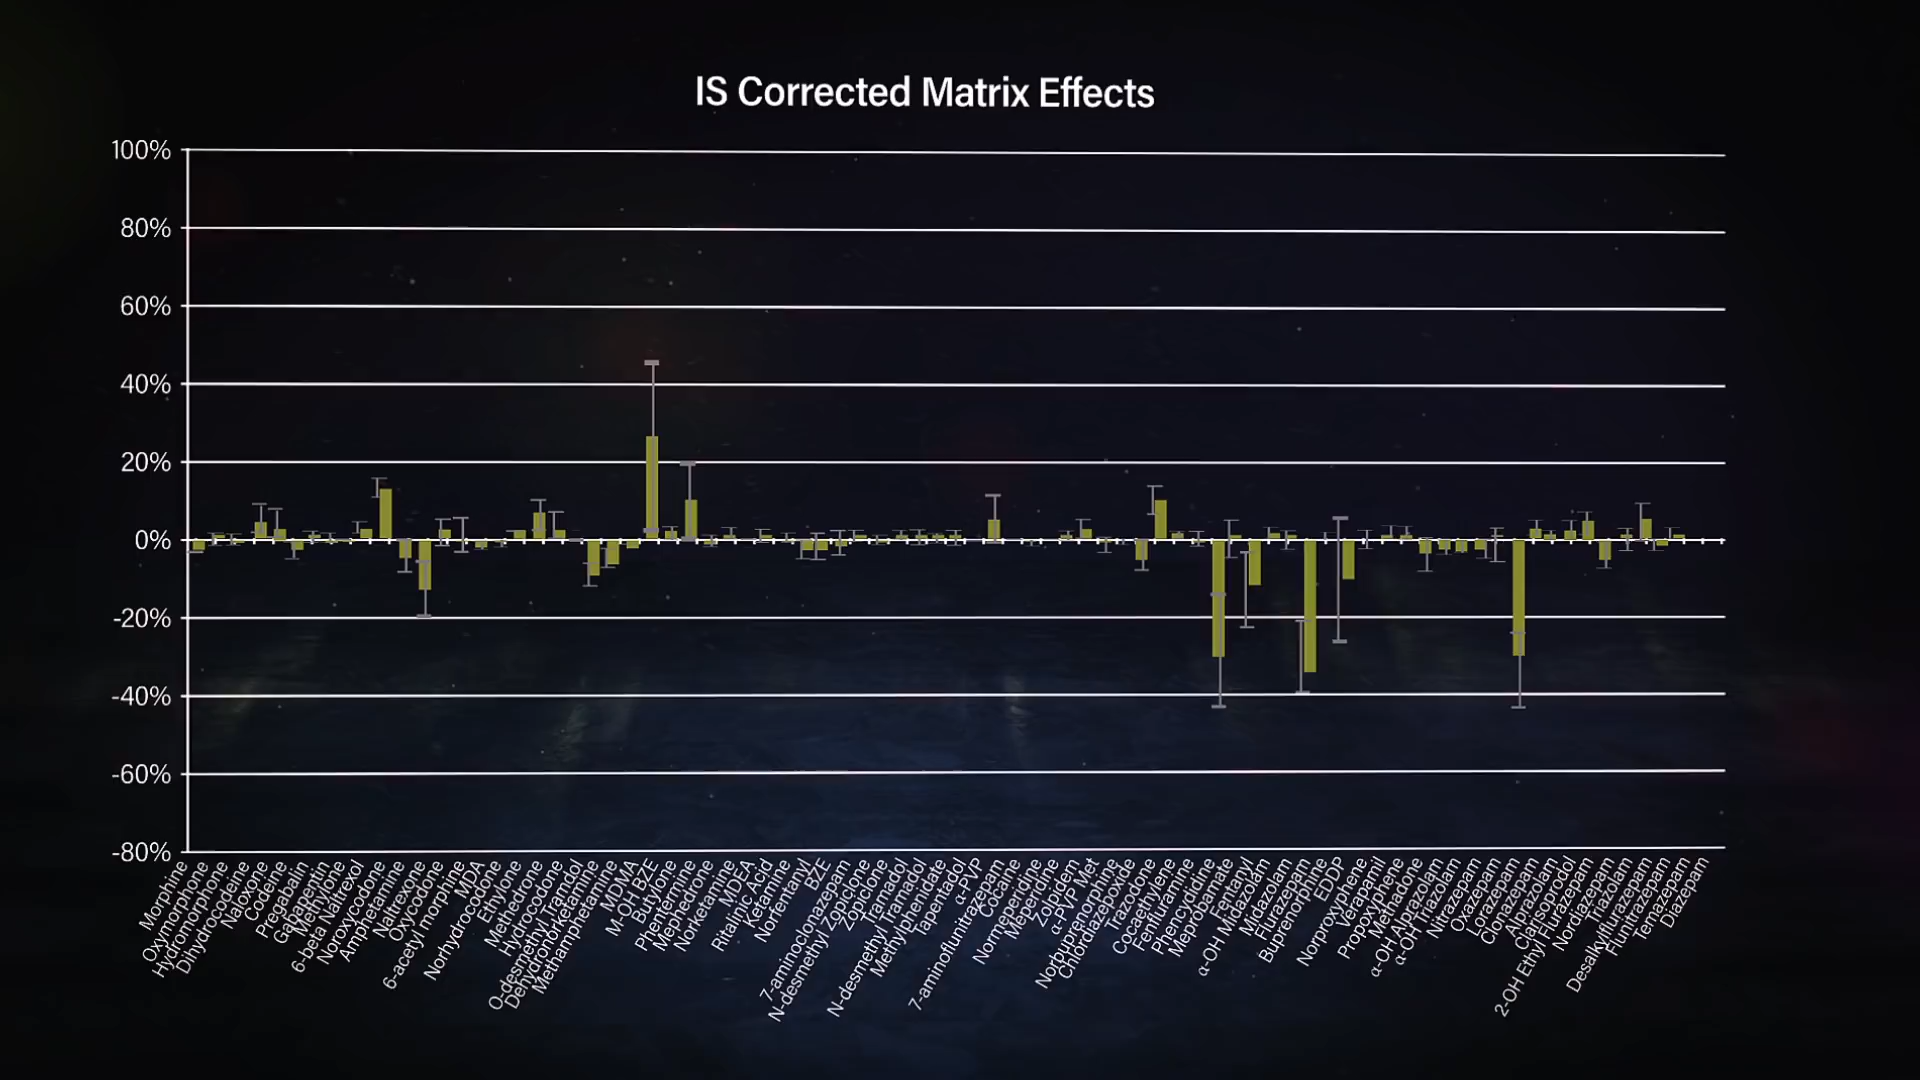 IS Corrected Matrix Effects
100%
80%
60%
40%
20%
0%
-20%
-40%
-60%
-80%
Morphine
Oxymorphone
Hydromorphone
Dihydrocodeine
Naloxone
Codeine
Pregabalin
Gabapentin
Methylone
6-beta Naltrexol
Noroxycodone
Amphetamine
Naltrexone
Oxycodone
6-acetyl morphine
MDA
Norhydrocodone
Ethylone
Methedrone
Hydrocodone
O-desmethyl Tramadol
Dehydronorketamine
Methamphetamine
MDMA
M-OH BZE
Butylone
Phentermine
Mephedrone
Norketamine
MDEA
Ritalinic Acid
Ketamine
Norfentanyl
BZE
7-aminoclonazepam
N-desmethyl Zopiclone
Zopiclone
Tramadol
N-desmethyl Tramadol
Methylphenidate
Tapentadol
α-PVP
7-aminoflunitrazepam
Cocaine
Normeperidine
Meperidine
Zolpidem
α-PVP Met
Norbuprenorphine
Chlordiazepoxide
Trazodone
Cocaethylene
Fenfluramine
Phencyclidine
Meprobamate
Fentanyl
α-OH Midazolam
Midazolam
Flurazepam
Buprenorphine
EDDP
Norproxyphene
Verapamil
Propoxyphene
Methadone
α-OH Alprazolam
α-OH Triazolam
Nitrazepam
Oxazepam
Lorazepam
Clonazepam
Alprazolam
Carisoprodol
2-OH Ethyl Flurazepam
Nordiazepam
Triazolam
Desalkylflurazepam
Flunitrazepam
Temazepam
Diazepam